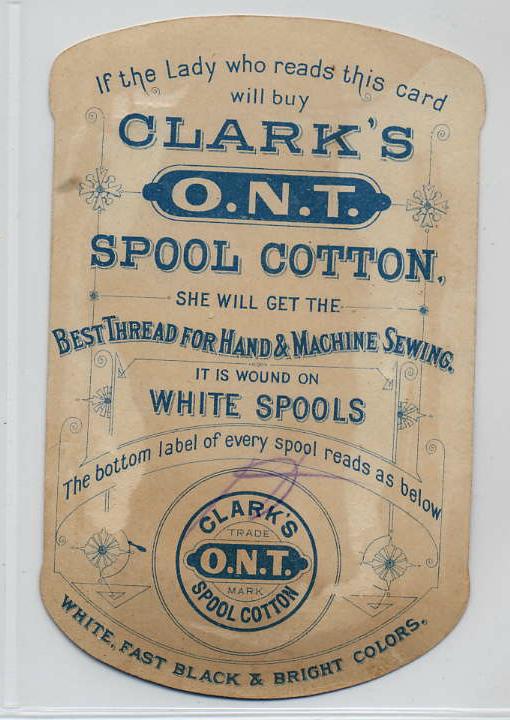 If the Lady who reads this card
will buy
CLARK'S
O.N.T.
SPOOL COTTON,
SHE WILL GET THE
BEST THREAD FOR HAND & MACHINE SEWING.
IT IS WOUND ON
WHITE SPOOLS
The bottom label of every spool reads as below
CLARK'S
TRADE
O.N.T.
MARK
SPOOL COTTON
WHITE, FAST BLACK & BRIGHT COLORS.